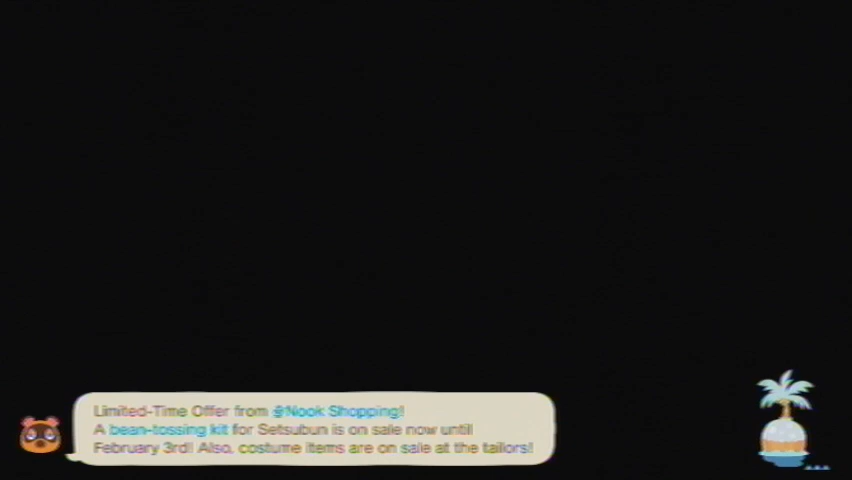 Limited-Time Offer from @Nook Shopping!
A bean-tossing kit for Setsubun is on sale now until
February 3rd! Also, costume items are on sale at the tailors!